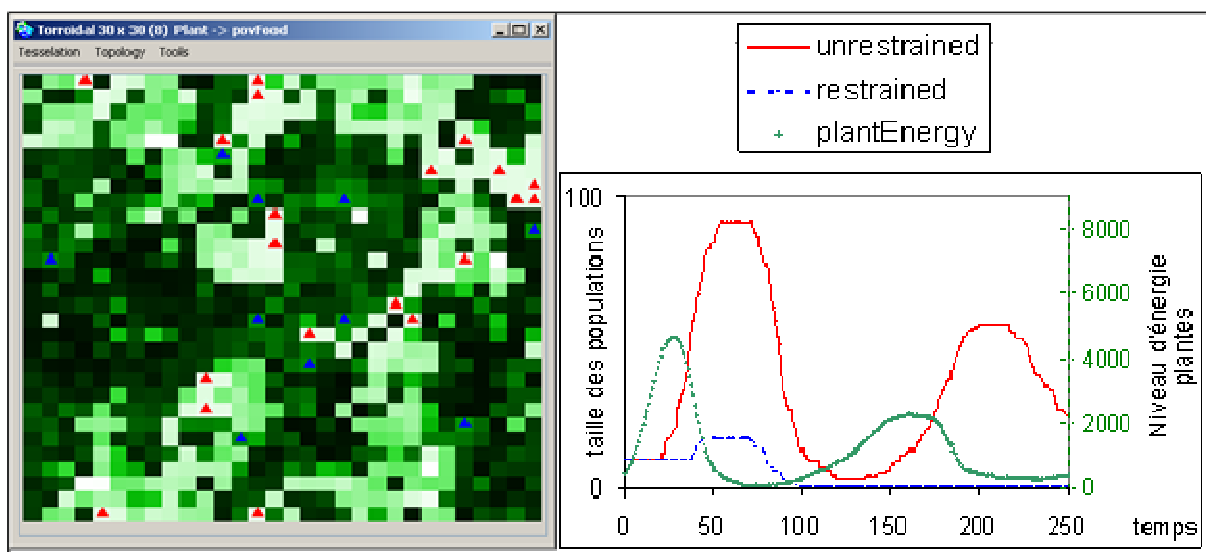 Torroidal 30 x 30 (8) Plant -> povFood
Tesselation Topology Tools
unrestrained
restrained
plantEnergy
taille des populations
100
0
8000
6000
4000
2000
0
Niveau d'énergie
plantes
0 50 100 150 200 250 temps